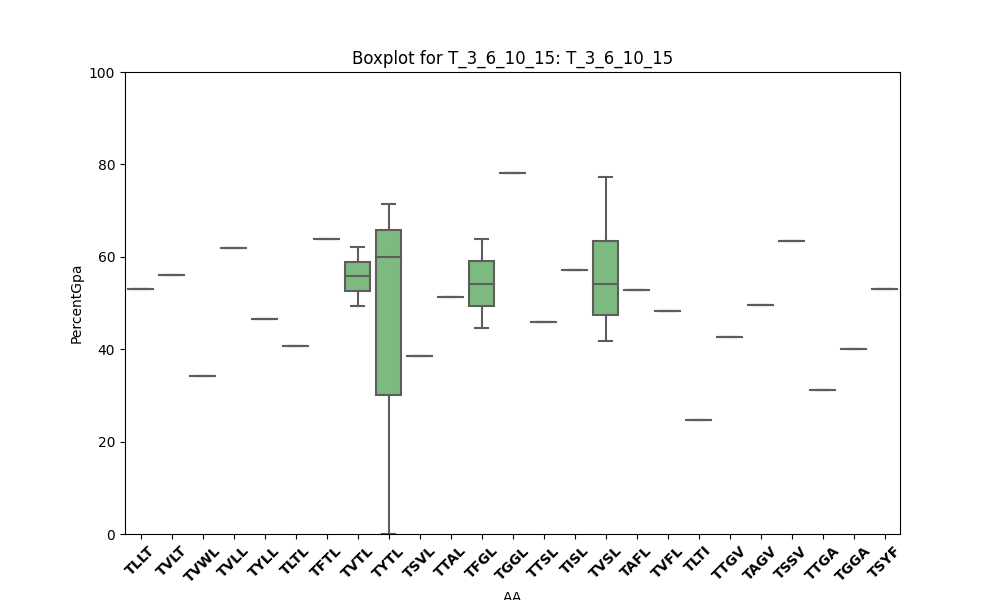 Boxplot for T_3_6_10_15: T_3_6_10_15
100
80
60
40
20
0
PercentGpa
TLLT TVLT TVWL TVLL TYLL TLTL TFTL TVTL TYTL TSVL TTAL TFGL TGGL TTSL TISL TVSL TAFL TVFL TLTI TTGV TAGV TSSV TTGA TGGA TSYF
AA